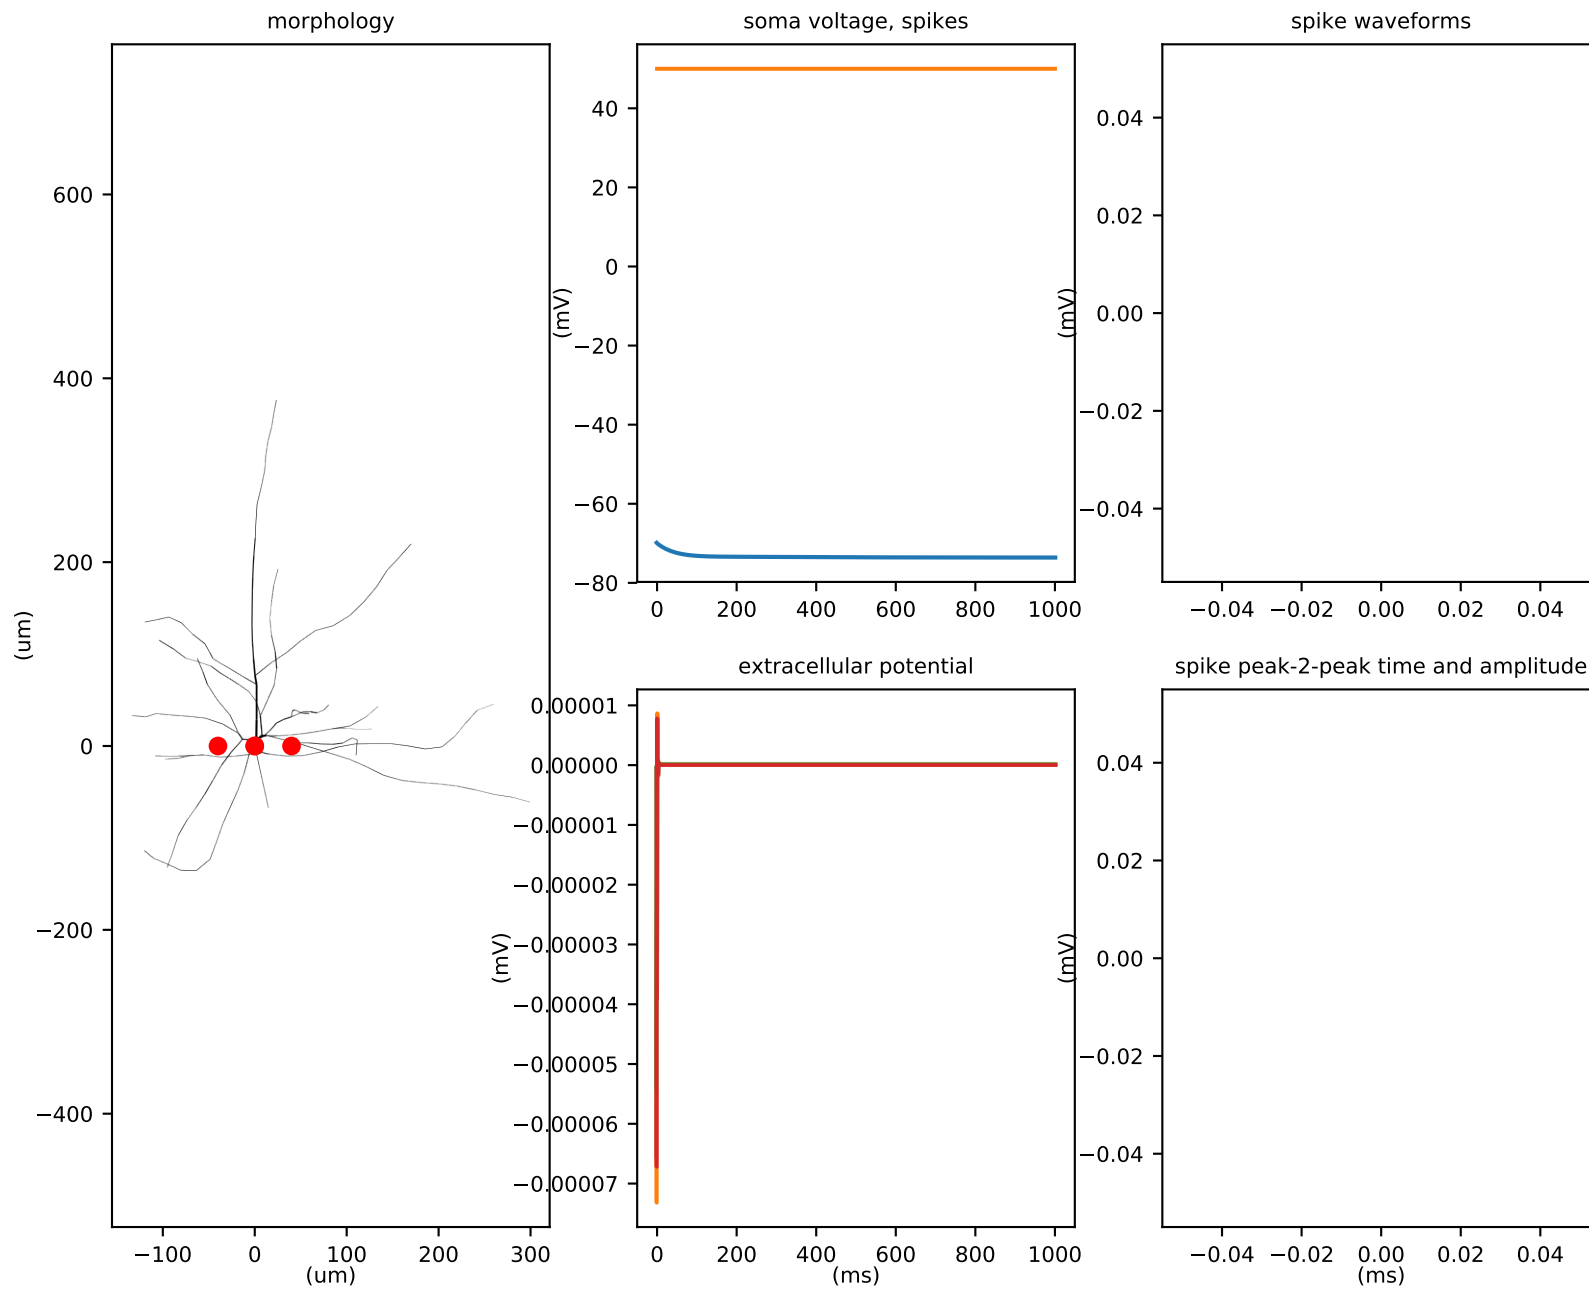 morphology
600
400
200
0
−200
−400
(um)
−100 0 100 200 300
(um)
soma voltage, spikes
40
20
0
−20
−40
−60
−80
(mV)
0 200 400 600 800 1000
spike waveforms
0.04
0.02
0.00
−0.02
−0.04
(mV)
−0.04 −0.02 0.00 0.02 0.04
extracellular potential
0.00001
0.00000
−0.00001
−0.00002
−0.00003
−0.00004
−0.00005
−0.00006
−0.00007
(mV)
0 200 400 600 800 1000
(ms)
spike peak-2-peak time and amplitude
0.04
0.02
0.00
−0.02
−0.04
(mV)
−0.04 −0.02 0.00 0.02 0.04
(ms)